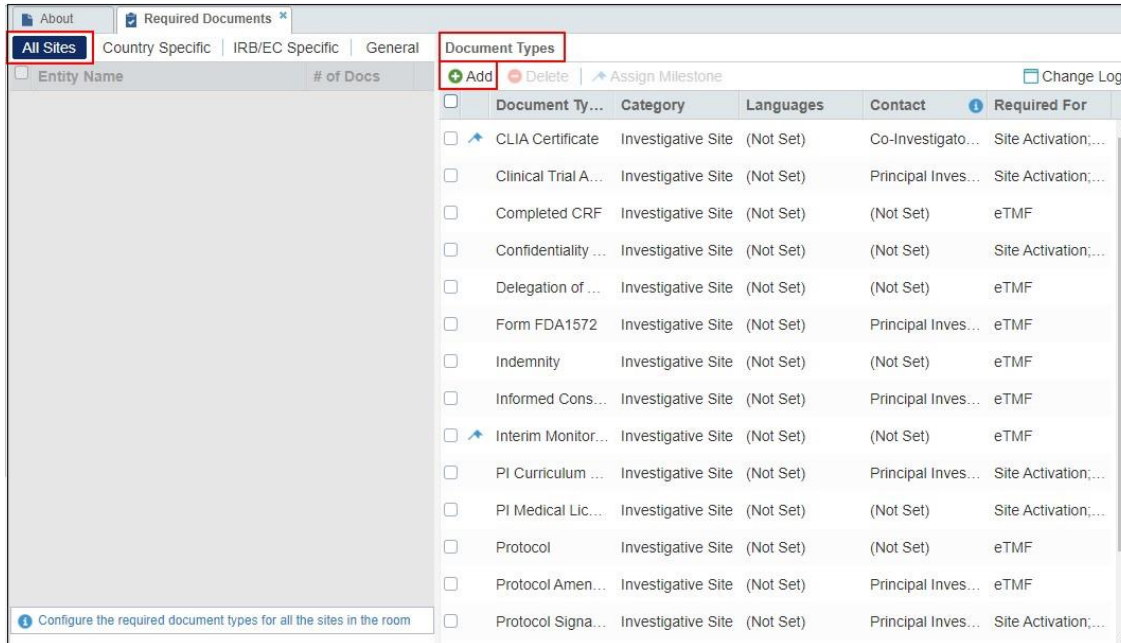 About Required Documents ×
All Sites Country Specific IRB/EC Specific General Document Types
Entity Name # of Docs
Add Delete Assign Milestone Change Log
Document Ty... Category Languages Contact Required For
CLIA Certificate Investigative Site (Not Set) Co-Investigato... Site Activation;...
Clinical Trial A... Investigative Site (Not Set) Principal Inves... Site Activation;...
Completed CRF Investigative Site (Not Set) (Not Set) eTMF
Confidentiality ... Investigative Site (Not Set) (Not Set) Site Activation;...
Delegation of ... Investigative Site (Not Set) (Not Set) eTMF
Form FDA1572 Investigative Site (Not Set) Principal Inves... eTMF
Indemnity Investigative Site (Not Set) (Not Set) eTMF
Informed Cons... Investigative Site (Not Set) Principal Inves... eTMF
Interim Monitor... Investigative Site (Not Set) (Not Set) eTMF
PI Curriculum ... Investigative Site (Not Set) Principal Inves... Site Activation;...
PI Medical Lic... Investigative Site (Not Set) (Not Set) Site Activation;...
Protocol Investigative Site (Not Set) (Not Set) eTMF
Protocol Amen... Investigative Site (Not Set) Principal Inves... eTMF
Protocol Signa... Investigative Site (Not Set) Principal Inves... Site Activation;...
Configure the required document types for all the sites in the room